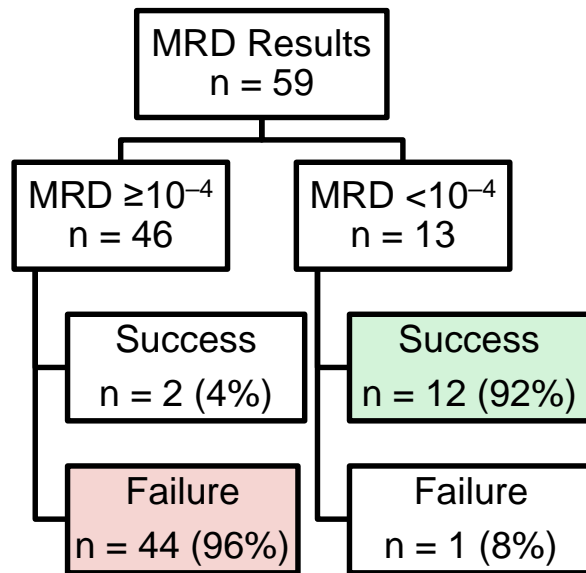 MRD Results
n = 59
MRD ≥10⁻⁴
n = 46
MRD <10⁻⁴
n = 13
Success
n = 2 (4%)
Success
n = 12 (92%)
Failure
n = 44 (96%)
Failure
n = 1 (8%)